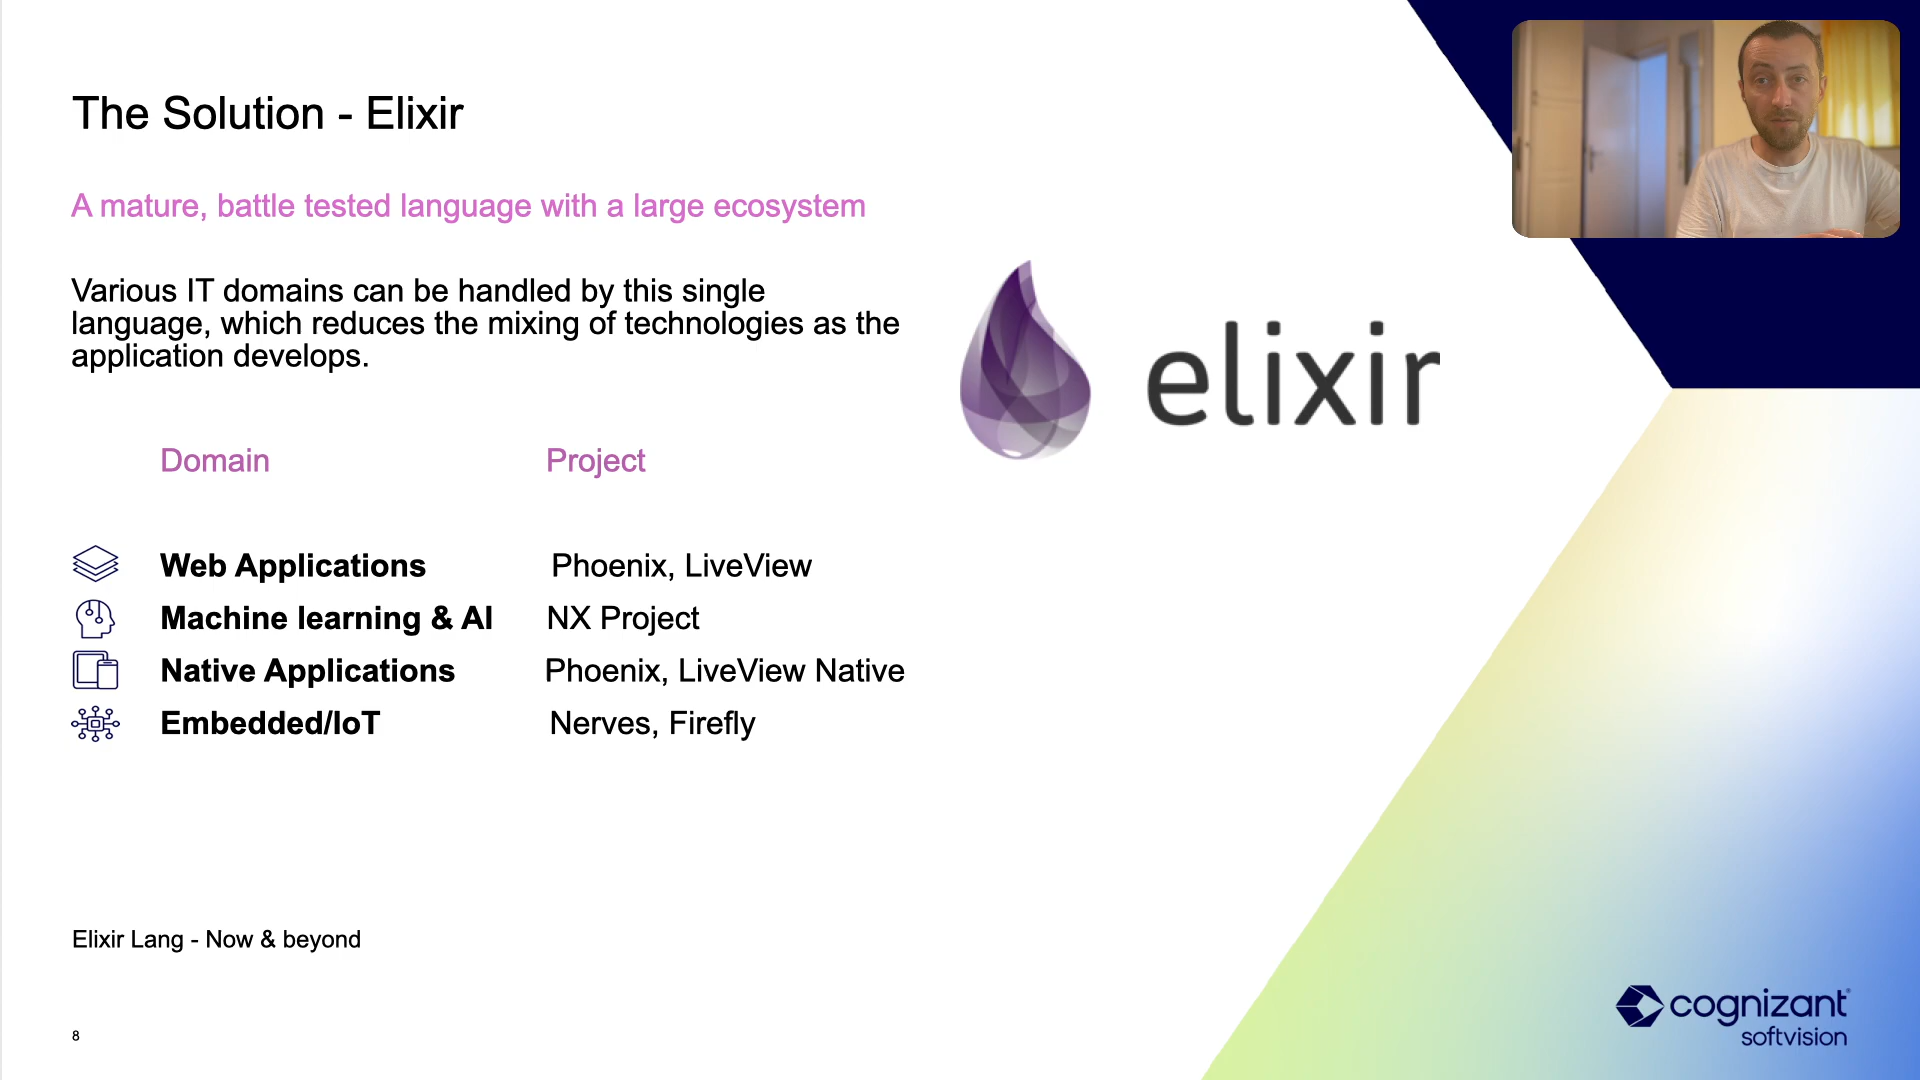 The Solution - Elixir
A mature, battle tested language with a large ecosystem
Various IT domains can be handled by this single
language, which reduces the mixing of technologies as the
application develops.
elixir
Domain Project
Web Applications Phoenix, LiveView
Machine learning & AI NX Project
Native Applications Phoenix, LiveView Native
Embedded/IoT Nerves, Firefly
Elixir Lang - Now & beyond
cognizant
softvision
8